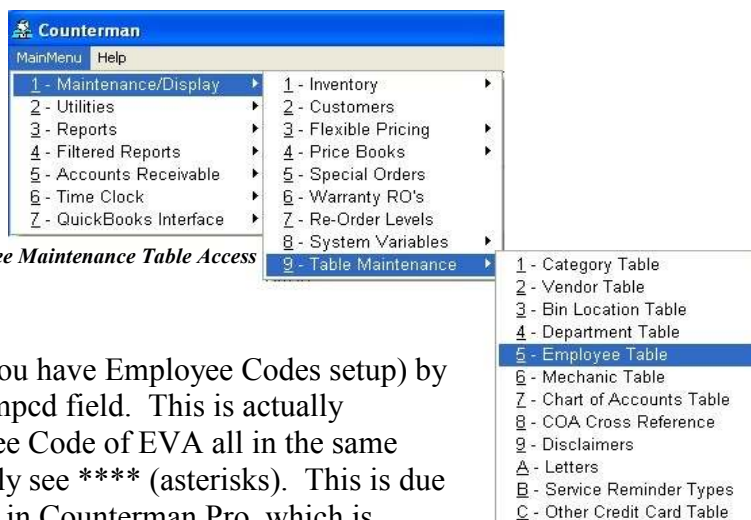 Counterman
MainMenu Help
1 - Maintenance/Display
2 - Utilities
3 - Reports
4 - Filtered Reports
5 - Accounts Receivable
6 - Time Clock
7 - QuickBooks Interface
1 - Inventory
2 - Customers
3 - Flexible Pricing
4 - Price Books
5 - Special Orders
6 - Warranty RO's
7 - Re-Order Levels
8 - System Variables
9 - Table Maintenance
1 - Category Table
2 - Vendor Table
3 - Bin Location Table
4 - Department Table
5 - Employee Table
6 - Mechanic Table
7 - Chart of Accounts Table
8 - COA Cross Reference
9 - Disclaimers
A - Letters
B - Service Reminder Types
C - Other Credit Card Table
ee Maintenance Table Access
ou have Employee Codes setup) by
mpcd field. This is actually
ee Code of EVA all in the same
ly see **** (asterisks). This is due
in Counterman Pro, which is